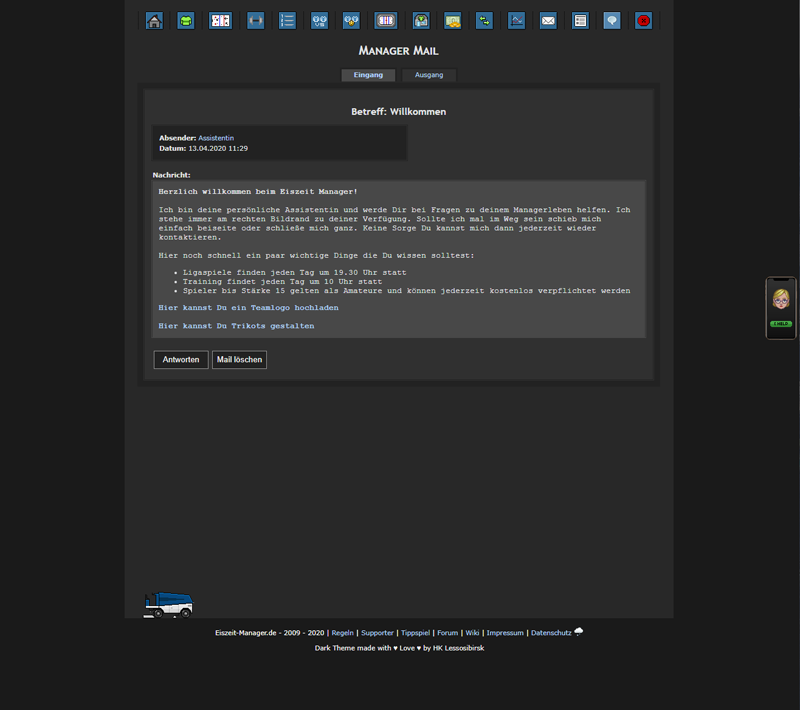 Manager Mail
Eingang
Ausgang
Betreff: Willkommen
Absender: Assistentin
Datum: 13.04.2020 11:29
Nachricht:
Herzlich willkommen beim Eiszeit Manager!
Ich bin deine persönliche Assistentin und werde Dir bei Fragen zu deinem Managerleben helfen. Ich
stehe immer am rechten Bildrand zu deiner Verfügung. Sollte ich mal im Weg sein schieb mich
einfach beiseite oder schließe mich ganz. Keine Sorge Du kannst mich dann jederzeit wieder
kontaktieren.
Hier noch schnell ein paar wichtige Dinge die Du wissen solltest:
• Ligaspiele finden jeden Tag um 19.30 Uhr statt
• Training findet jeden Tag um 10 Uhr statt
• Spieler bis Stärke 15 gelten als Amateure und können jederzeit kostenlos verpflichtet werden
Hier kannst Du ein Teamlogo hochladen
Hier kannst Du Trikots gestalten
Antworten
Mail löschen
Eiszeit-Manager.de - 2009 - 2020 | Regeln | Supporter | Tippspiel | Forum | Wiki | Impressum | Datenschutz
Dark Theme made with ♥ Love ♥ by HK Lessosibirsk